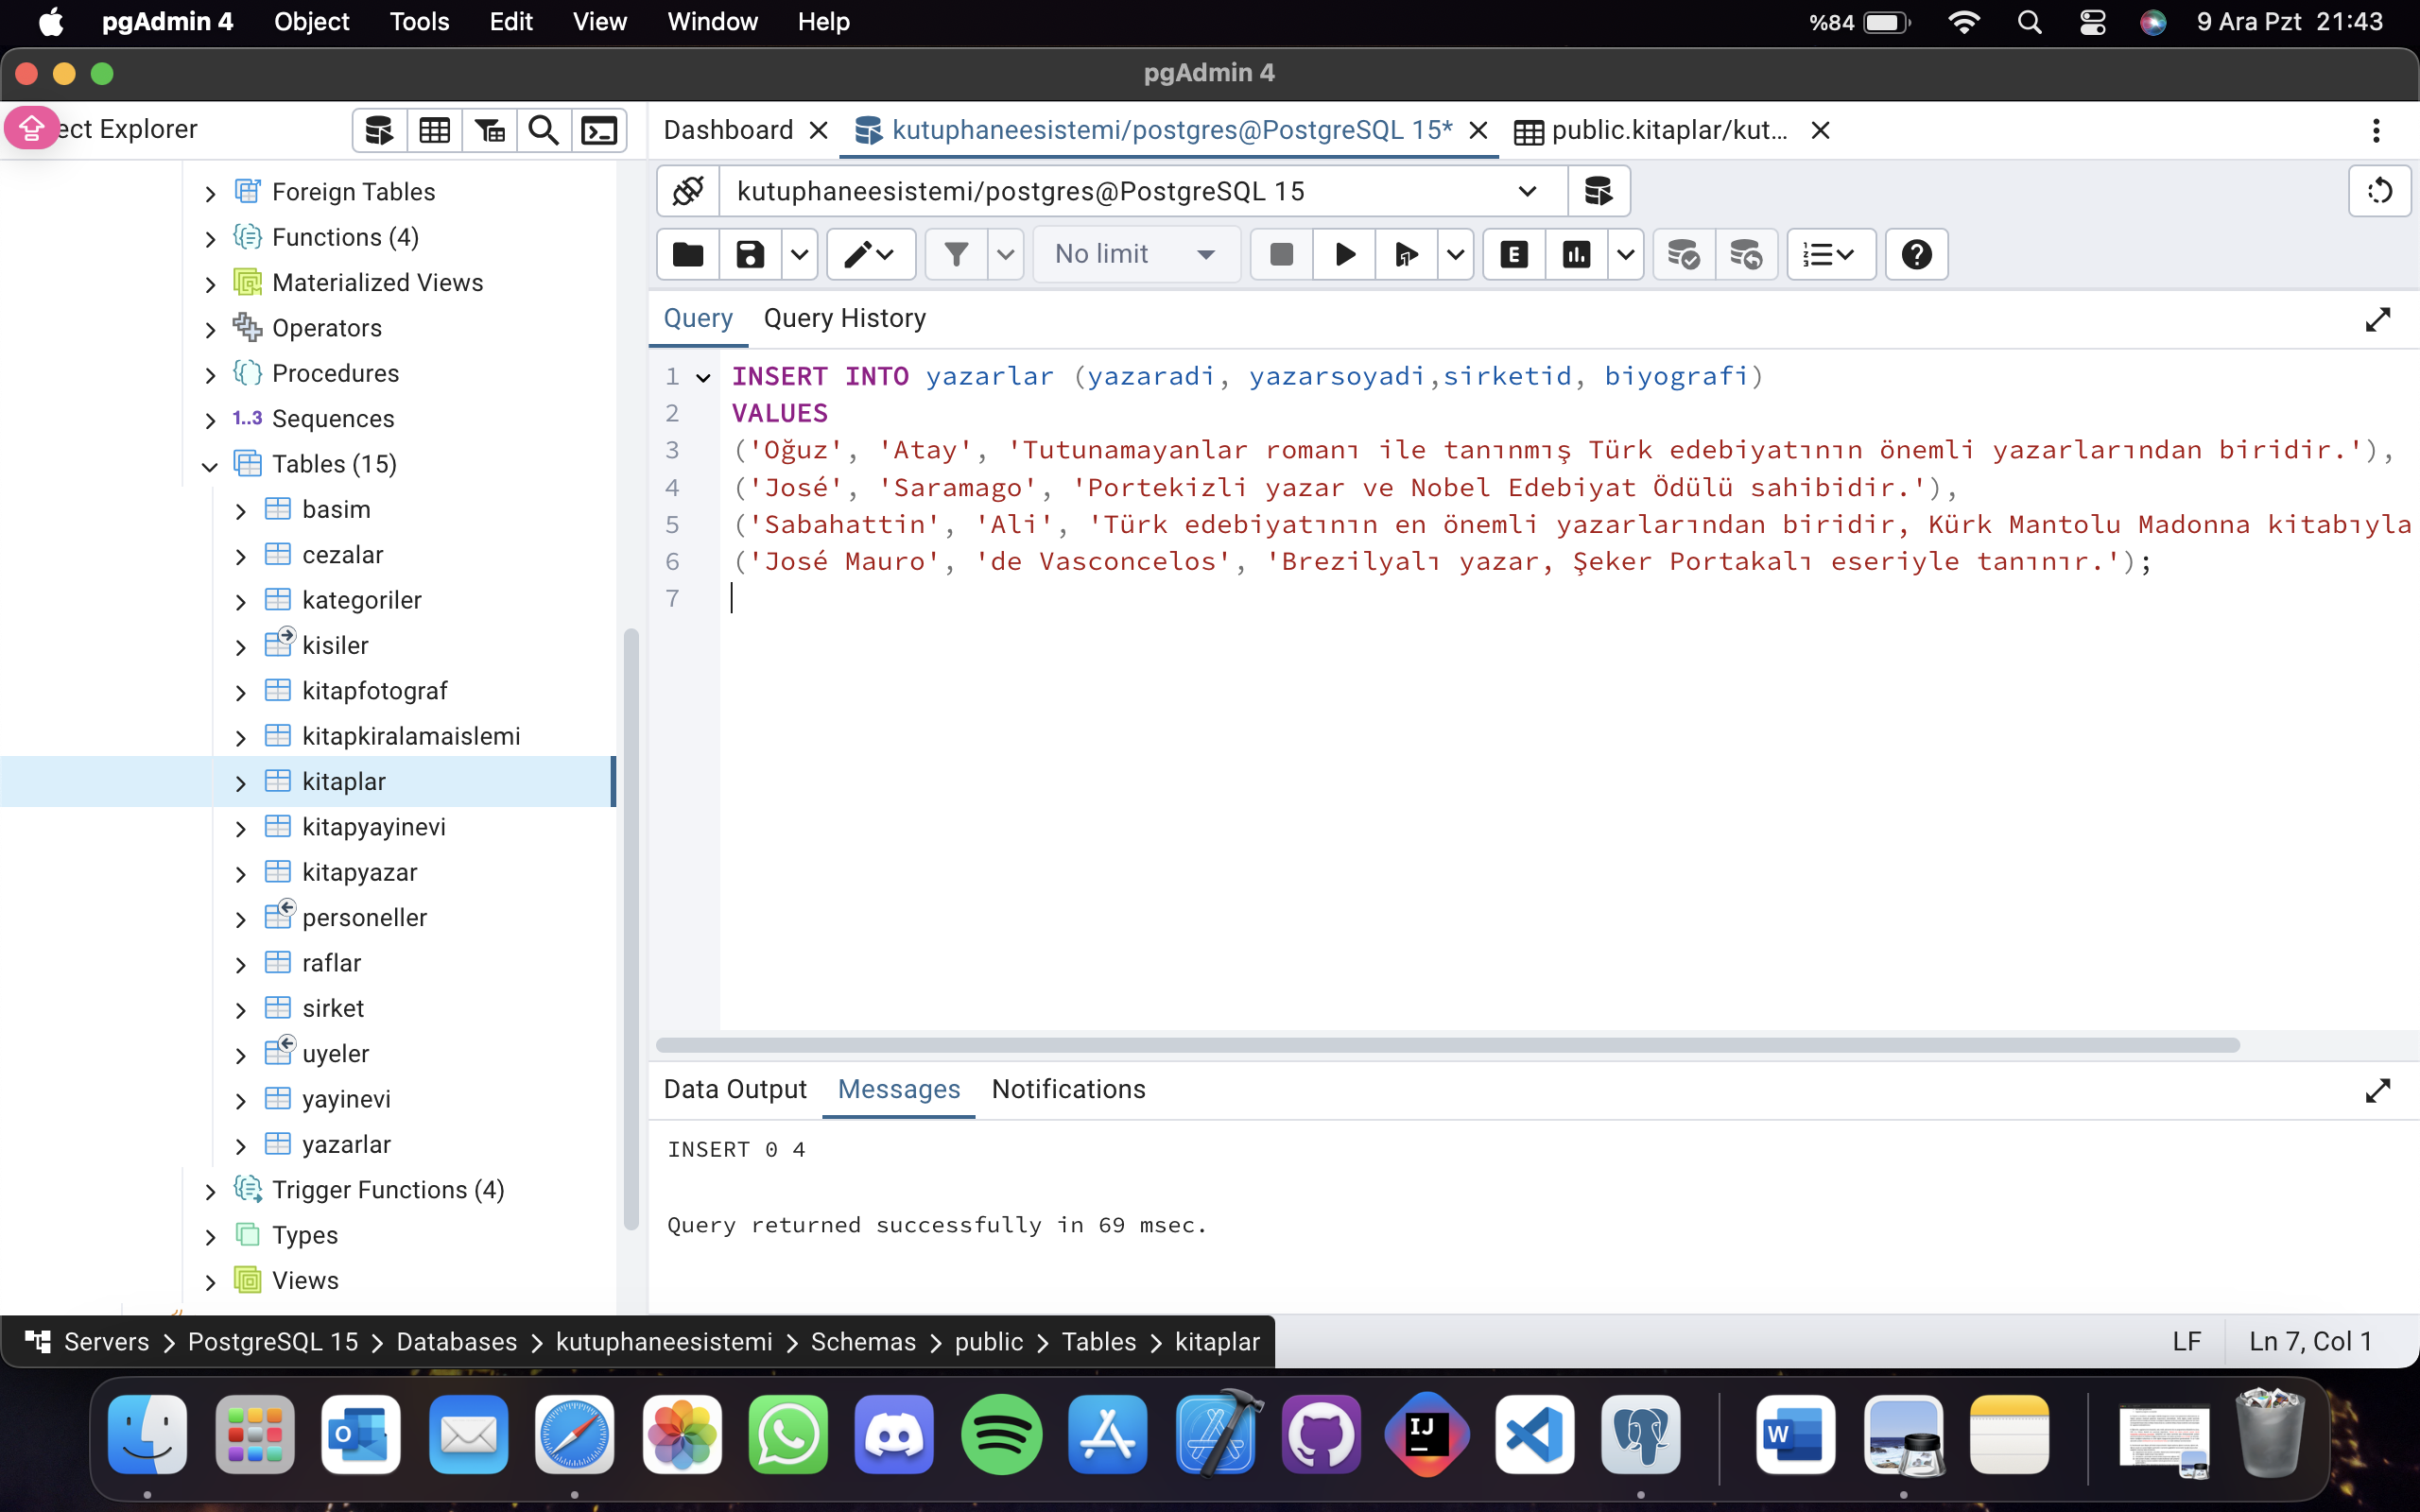 pgAdmin 4 Object Tools Edit View Window Help %84 9 Ara Pzt 21:43
pgAdmin 4
ect Explorer
Dashboard kutuphaneesistemi/postgres@PostgreSQL 15* public.kitaplar/kut...
kutuphaneesistemi/postgres@PostgreSQL 15
No limit
Query Query History
Foreign Tables
Functions (4)
Materialized Views
Operators
Procedures
1..3 Sequences
Tables (15)
basim
cezalar
kategoriler
kisiler
kitapfotograf
kitapkiralamaislemi
kitaplar
kitapyayinevi
kitapyazar
personeller
raflar
sirket
uyeler
yayinevi
yazarlar
Trigger Functions (4)
Types
Views
1 INSERT INTO yazarlar (yazaradi, yazarsoyadi,sirketid, biyografi)
2 VALUES
3 ('Oğuz', 'Atay', 'Tutunamayanlar romanı ile tanınmış Türk edebiyatının önemli yazarlarından biridir.'),
4 ('José', 'Saramago', 'Portekizli yazar ve Nobel Edebiyat Ödülü sahibidir.'),
5 ('Sabahattin', 'Ali', 'Türk edebiyatının en önemli yazarlarından biridir, Kürk Mantolu Madonna kitabıyla
6 ('José Mauro', 'de Vasconcelos', 'Brezilyalı yazar, Şeker Portakalı eseriyle tanınır.');
7
Data Output Messages Notifications
INSERT 0 4
Query returned successfully in 69 msec.
Servers > PostgreSQL 15 > Databases > kutuphaneesistemi > Schemas > public > Tables > kitaplar
LF Ln 7, Col 1